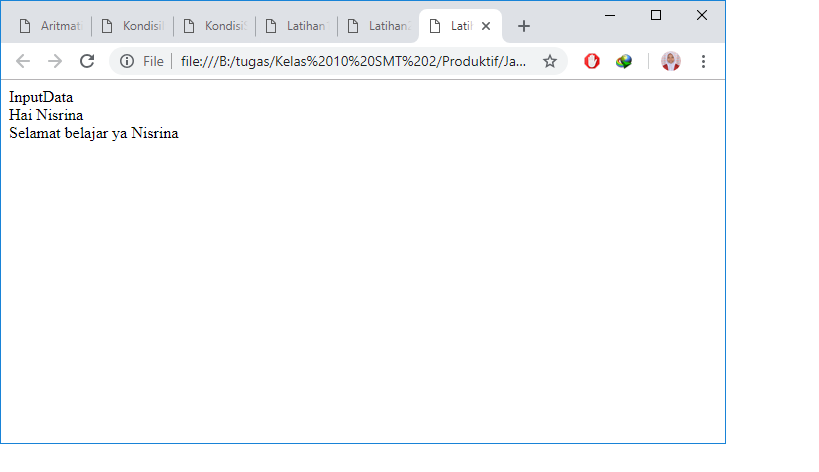 Aritmat
Kondisi
KondisiS
Latihan
Latihan
Lati
File
file:///B:/tugas/Kelas%2010%20SMT%202/Produktif/Ja...
InputData
Hai Nisrina
Selamat belajar ya Nisrina